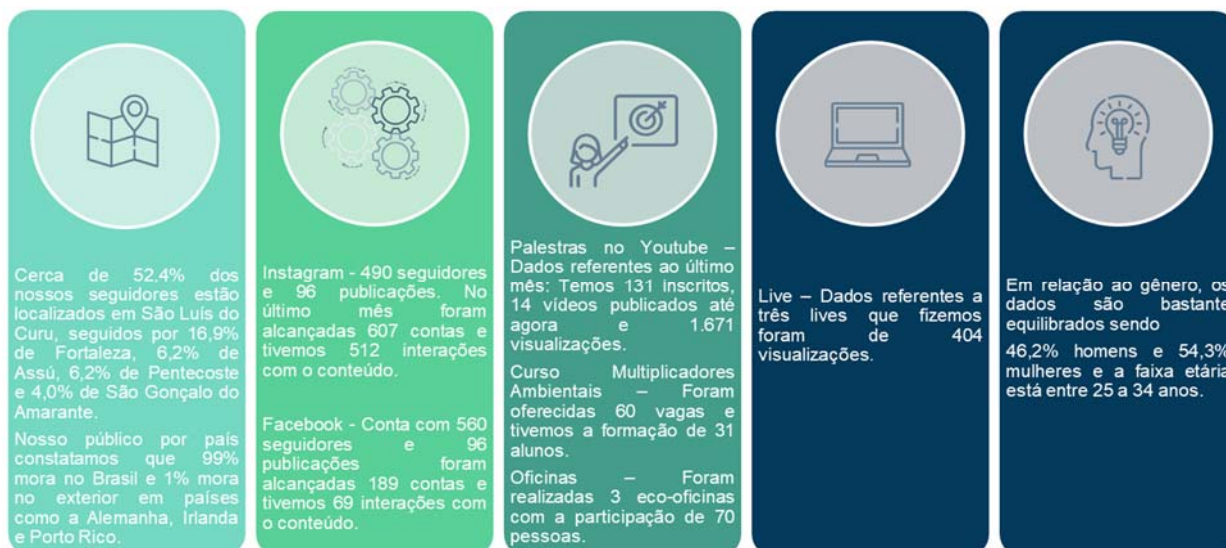 Cerca de 52,4% dos
nossos seguidores estão
localizados em São Luís do
Curu, seguidos por 16,9%
de Fortaleza, 6,2% de
Assú, 6,2% de Pentecoste
e 4,0% de São Gonçalo do
Amarante.
Nosso público por país
constatamos que 99%
mora no Brasil e 1% mora
no exterior em países
como a Alemanha, Irlanda
e Porto Rico.
Instagram - 490 seguidores
e 96 publicações. No
último mês foram
alcançadas 607 contas e
tivemos 512 interações
com o conteúdo.
Facebook - Conta com 560
seguidores e 96
publicações foram
alcançadas 189 contas e
tivemos 69 interações com
o conteúdo.
Palestras no Youtube –
Dados referentes ao último
mês: Temos 131 inscritos,
14 vídeos publicados até
agora e 1.671
visualizações.
Curso Multiplicadores
Ambientais – Foram
oferecidas 60 vagas e
tivemos a formação de 31
alunos.
Oficinas – Foram
realizadas 3 eco-oficinas
com a participação de 70
pessoas.
Live – Dados referentes a
três lives que fizemos
foram de 404
visualizações.
Em relação ao gênero, os
dados são bastante
equilibrados sendo
46,2% homens e 54,3%
mulheres e a faixa etária
está entre 25 a 34 anos.